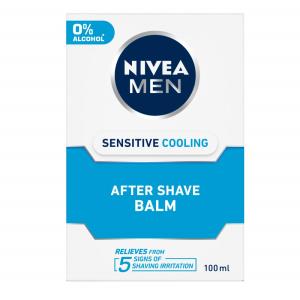 0%
ALCOHOL*
NIVEA
MEN
SENSITIVE COOLING
AFTER SHAVE
BALM
RELIEVES FROM
5 SIGNS OF
SHAVING IRRITATION
100 ml